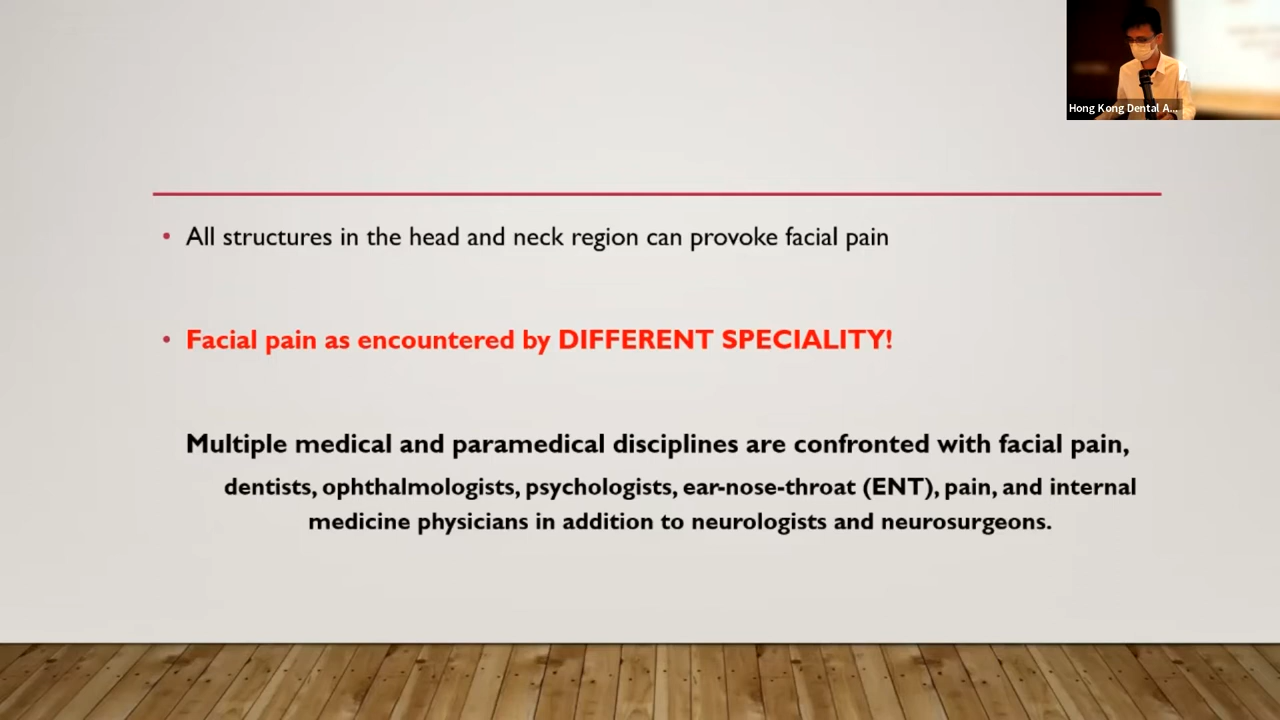 Hong Kong Dental A...
• All structures in the head and neck region can provoke facial pain
• Facial pain as encountered by DIFFERENT SPECIALITY!
Multiple medical and paramedical disciplines are confronted with facial pain,
dentists, ophthalmologists, psychologists, ear-nose-throat (ENT), pain, and internal
medicine physicians in addition to neurologists and neurosurgeons.